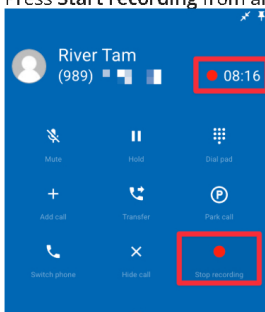 Press Start recording from a
River Tam
(989)
08:16
Mute
Hold
Dial pad
Add call
Transfer
P
Park call
Switch phone
Hide call
Stop recording